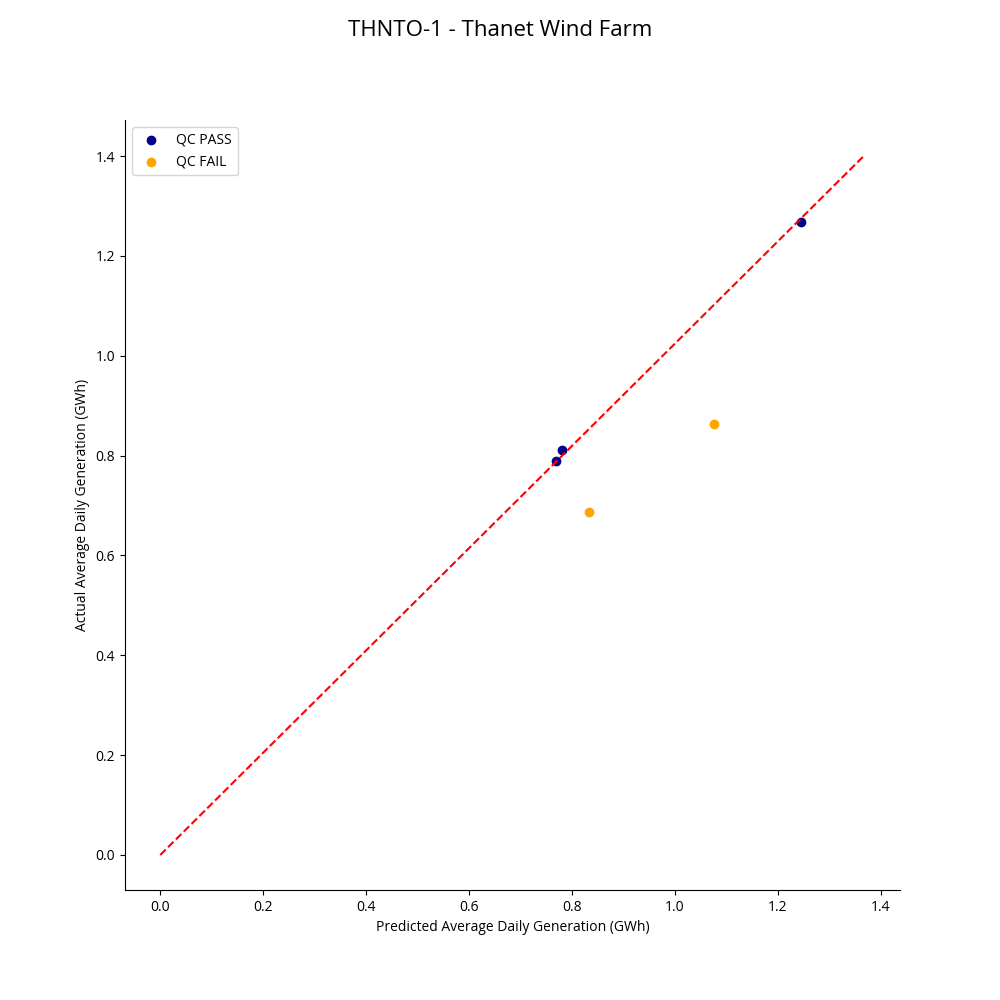 THNTO-1 - Thanet Wind Farm
QC PASS
QC FAIL
1.4
1.2
1.0
0.8
0.6
0.4
0.2
0.0
Actual Average Daily Generation (GWh)
0.0 0.2 0.4 0.6 0.8 1.0 1.2 1.4
Predicted Average Daily Generation (GWh)